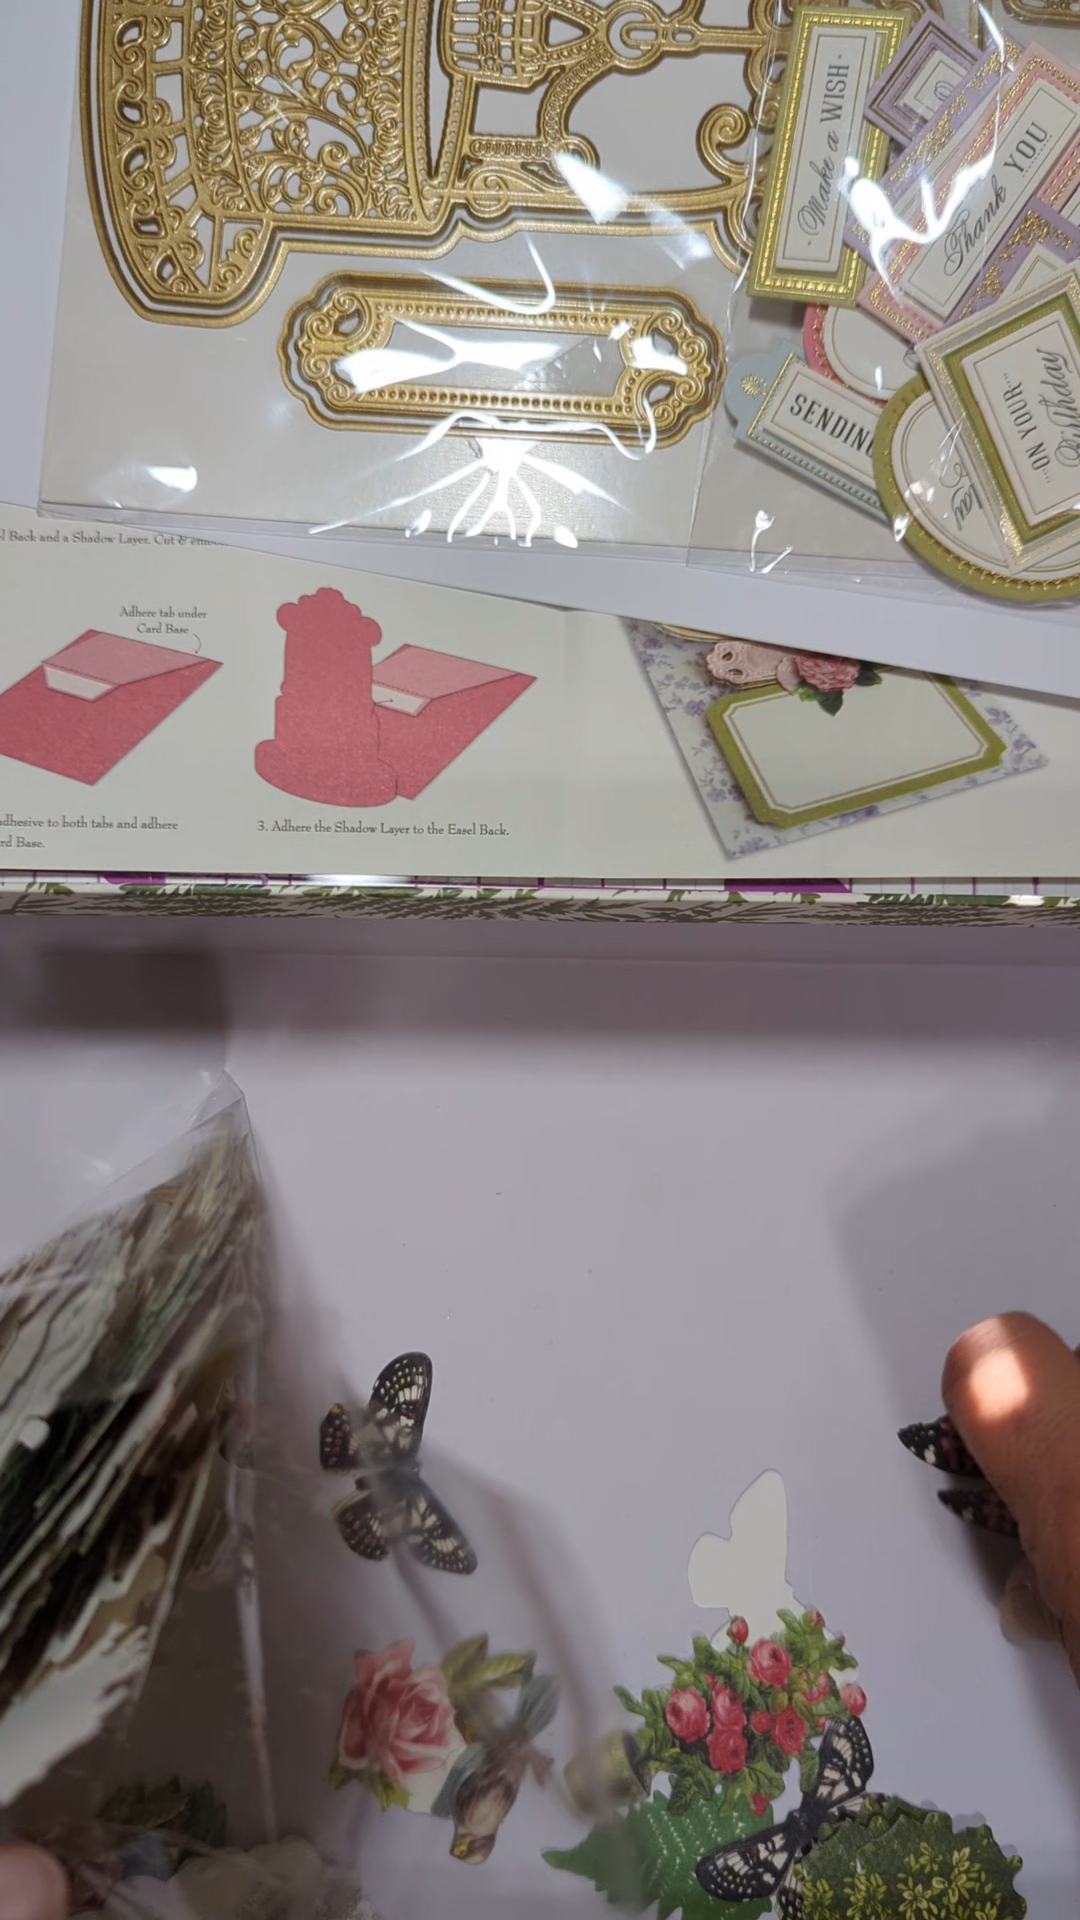 · Make a WISH ·
Thank YOU
SENDIN
ON YOUR
Birthday
l Back and a Shadow Layer. Cut &
Adhere tab under
Card Base
dhesive to both tabs and adhere
rd Base.
3. Adhere the Shadow Layer to the Easel Back.